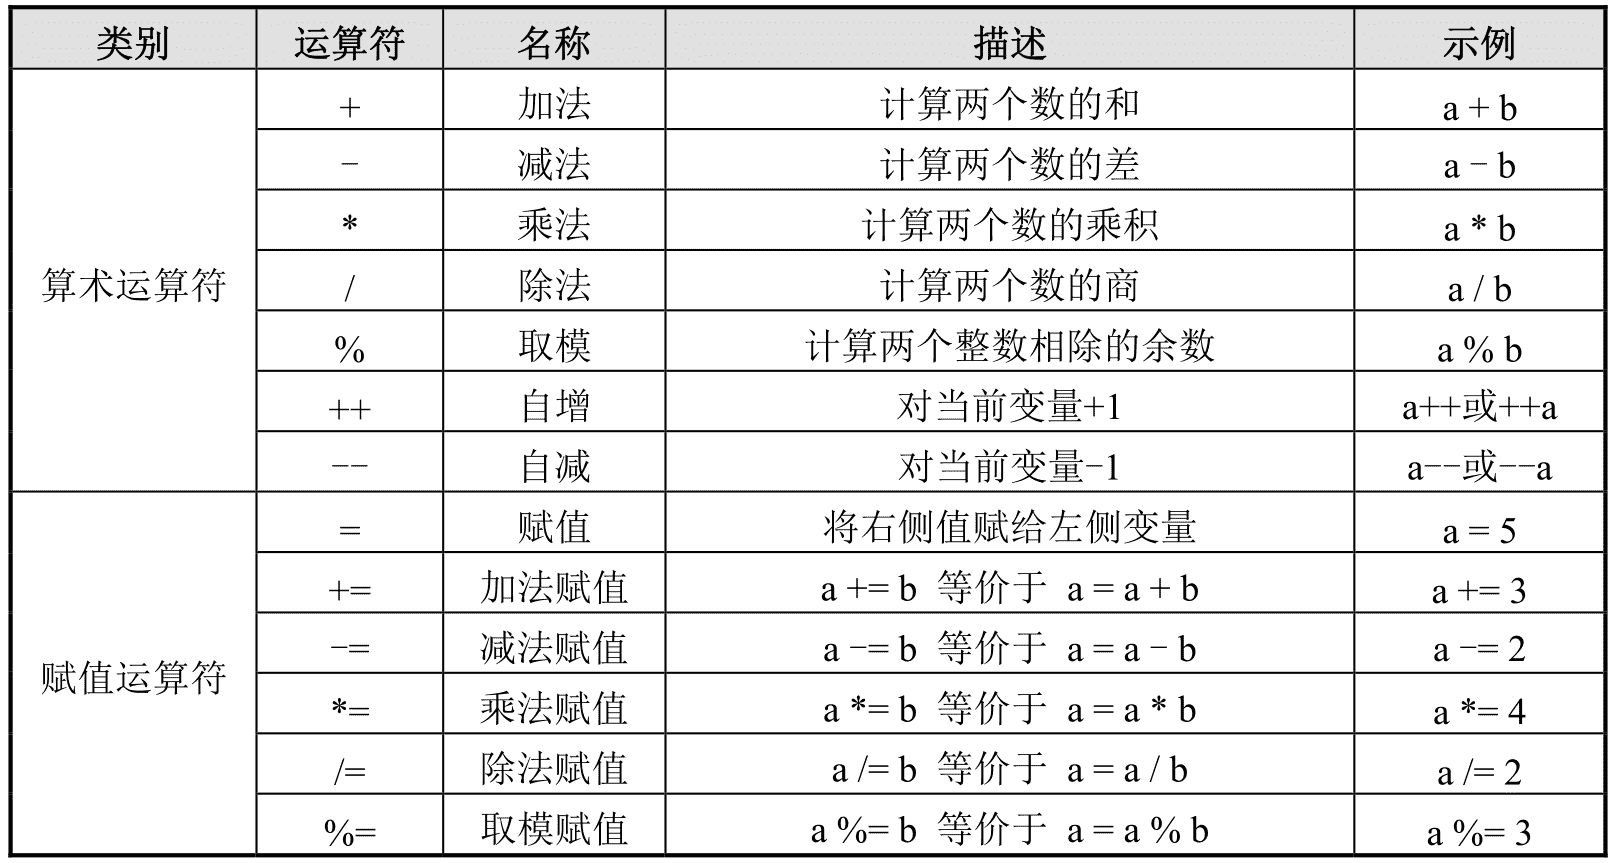 类别 运算符 名称 描述 示例
算术运算符 + 加法 计算两个数的和 a + b
- 减法 计算两个数的差 a - b
* 乘法 计算两个数的乘积 a * b
/ 除法 计算两个数的商 a / b
% 取模 计算两个整数相除的余数 a % b
++ 自增 对当前变量+1 a++或++a
-- 自减 对当前变量-1 a--或--a
赋值运算符 = 赋值 将右侧值赋给左侧变量 a = 5
+= 加法赋值 a += b 等价于 a = a + b a += 3
-= 减法赋值 a -= b 等价于 a = a - b a -= 2
*= 乘法赋值 a *= b 等价于 a = a * b a *= 4
/= 除法赋值 a /= b 等价于 a = a / b a /= 2
%= 取模赋值 a %= b 等价于 a = a % b a %= 3